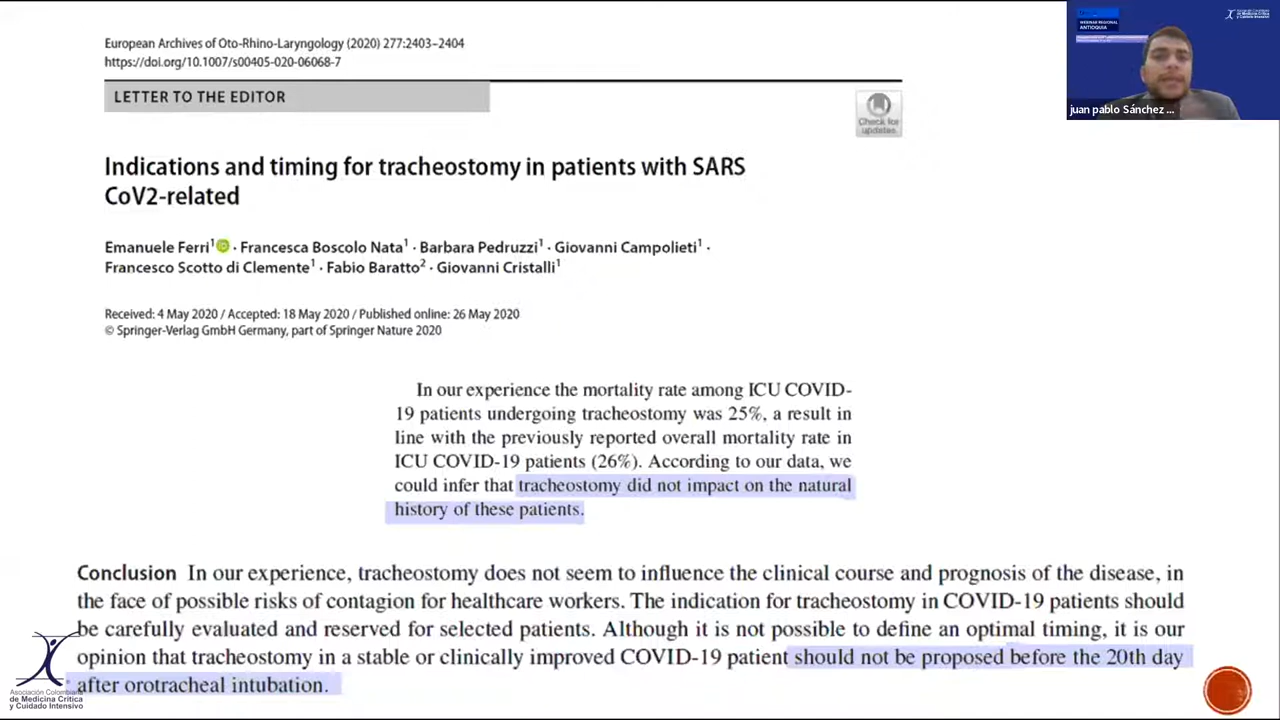 European Archives of Oto-Rhino-Laryngology (2020) 277:2403–2404
https://doi.org/10.1007/s00405-020-06068-7
LETTER TO THE EDITOR
Check for
updates
Indications and timing for tracheostomy in patients with SARS
CoV2-related
Emanuele Ferri1 · Francesca Boscolo Nata1 · Barbara Pedruzzi1 · Giovanni Campolieti1 ·
Francesco Scotto di Clemente1 · Fabio Baratto2 · Giovanni Cristalli1
Received: 4 May 2020 / Accepted: 18 May 2020 / Published online: 26 May 2020
© Springer-Verlag GmbH Germany, part of Springer Nature 2020
In our experience the mortality rate among ICU COVID-
19 patients undergoing tracheostomy was 25%, a result in
line with the previously reported overall mortality rate in
ICU COVID-19 patients (26%). According to our data, we
could infer that tracheostomy did not impact on the natural
history of these patients.
Conclusion In our experience, tracheostomy does not seem to influence the clinical course and prognosis of the disease, in
the face of possible risks of contagion for healthcare workers. The indication for tracheostomy in COVID-19 patients should
be carefully evaluated and reserved for selected patients. Although it is not possible to define an optimal timing, it is our
opinion that tracheostomy in a stable or clinically improved COVID-19 patient should not be proposed before the 20th day
after orotracheal intubation.
Asociación Colombiana
de Medicina Crítica
y Cuidado Intensivo
WEBINAR REGIONAL
ANTIOQUIA
de Medicina Crítica
y Cuidado Intensivo
juan pablo Sánchez ...